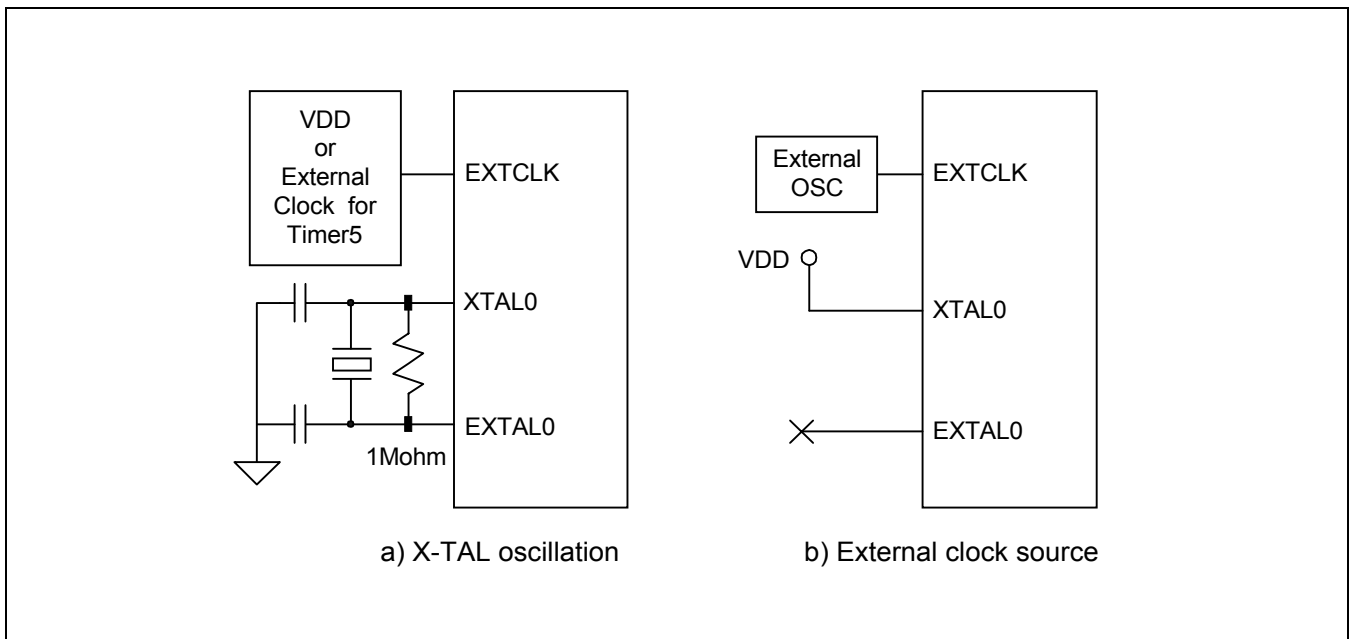 VDD
or
External
Clock for
Timer5
EXTCLK
XTAL0
EXTAL0
1Mohm
a) X-TAL oscillation
External
OSC
EXTCLK
VDD
XTAL0
EXTAL0
b) External clock source